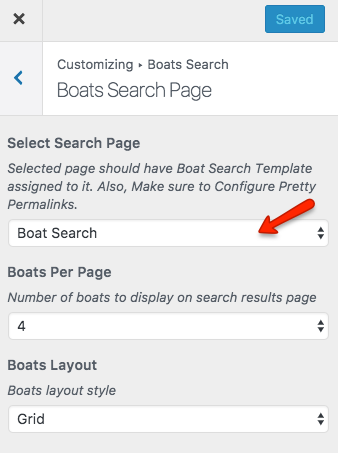 Saved
Customizing ▸ Boats Search
Boats Search Page
Select Search Page
Selected page should have Boat Search Template
assigned to it. Also, Make sure to Configure Pretty
Permalinks.
Boat Search
Boats Per Page
Number of boats to display on search results page
4
Boats Layout
Boats layout style
Grid